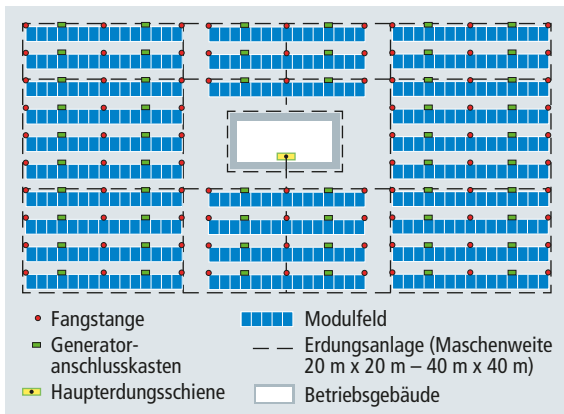 Fangstange
Generator-
anschlusskasten
Haupterdungsschiene
Modulfeld
Erdungsanlage (Maschenweite
20 m x 20 m – 40 m x 40 m)
Betriebsgebäude